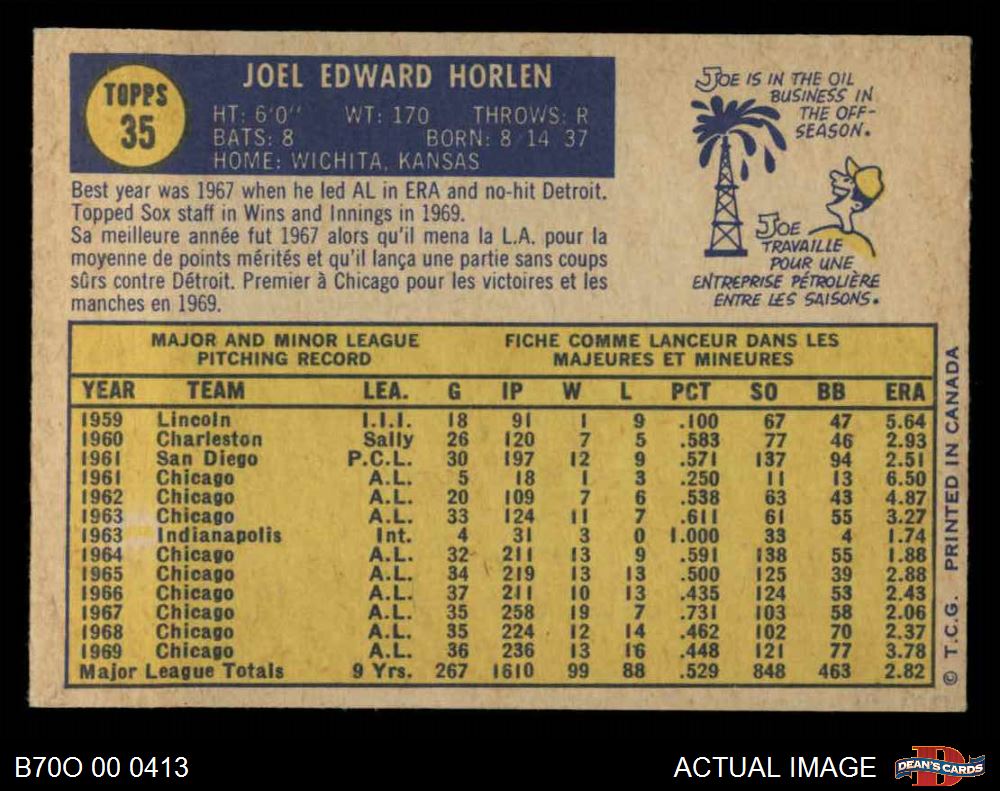 TOPPS
35
JOEL EDWARD HORLEN
HT: 6'0" WT: 170 THROWS: R
BATS: 8 BORN: 8 14 37
HOME: WICHITA, KANSAS
Best year was 1967 when he led AL in ERA and no-hit Detroit.
Topped Sox staff in Wins and Innings in 1969.
Sa meilleure année fut 1967 alors qu'il mena la L.A. pour la
moyenne de points mérités et qu'il lança une partie sans coups
sûrs contre Détroit. Premier à Chicago pour les victoires et les
manches en 1969.
JOE IS IN THE OIL
BUSINESS IN
THE OFF-
SEASON.
JOE
TRAVAILLE
POUR UNE
ENTREPRISE PÉTROLIÈRE
ENTRE LES SAISONS.
MAJOR AND MINOR LEAGUE
PITCHING RECORD
FICHE COMME LANCEUR DANS LES
MAJEURES ET MINEURES
YEAR TEAM LEA. G IP W L PCT SO BB ERA
1959 Lincoln I.I.I. 18 91 1 9 .100 67 47 5.64
1960 Charleston Sally 26 120 7 5 .583 77 46 2.93
1961 San Diego P.C.L. 30 197 12 9 .571 137 94 2.51
1961 Chicago A.L. 5 18 1 3 .250 11 13 6.50
1962 Chicago A.L. 20 109 7 6 .538 63 43 4.87
1963 Chicago A.L. 33 124 11 7 .611 61 55 3.27
1963 Indianapolis Int. 4 31 3 0 1.000 33 4 1.74
1964 Chicago A.L. 32 211 13 9 .591 138 55 1.88
1965 Chicago A.L. 34 219 13 13 .500 125 39 2.88
1966 Chicago A.L. 37 211 10 13 .435 124 53 2.43
1967 Chicago A.L. 35 258 19 7 .731 103 58 2.06
1968 Chicago A.L. 35 224 12 14 .462 102 70 2.37
1969 Chicago A.L. 36 236 13 16 .448 121 77 3.78
Major League Totals 9 Yrs. 267 1610 99 88 .529 848 463 2.82
© T.C.G. PRINTED IN CANADA
B70O 00 0413
ACTUAL IMAGE
DEAN'S CARDS